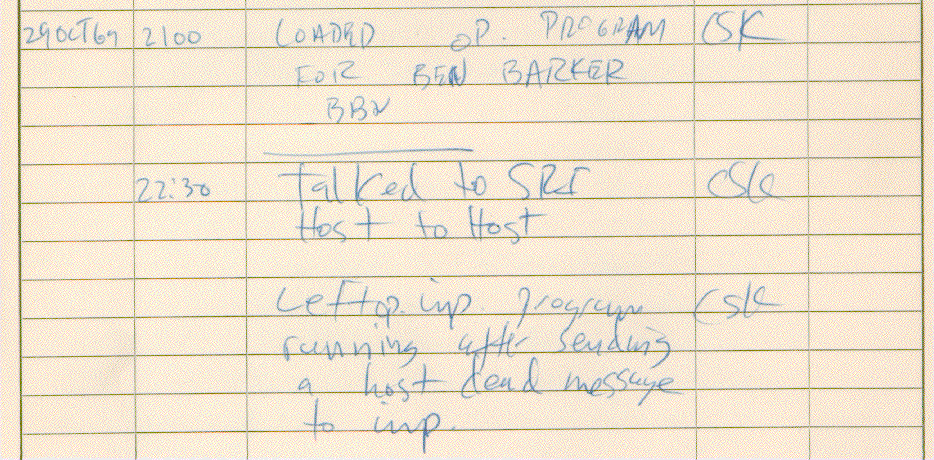 29OCT69 2100 LOADED OP. PROGRAM CSK
FOR BEN BARKER
BBN
22:30 Talked to SRI CSK
Host to Host
Left op. imp. program CSK
running after sending
a host dead message
to imp.